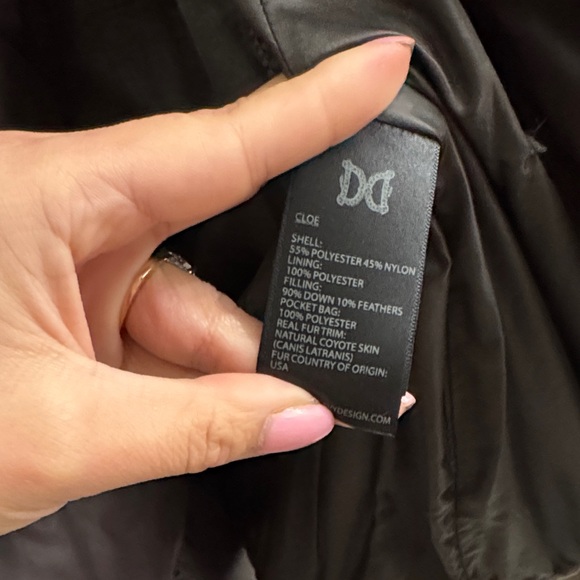 CLOE
SHELL:
55% POLYESTER 45% NYLON
LINING:
100% POLYESTER
FILLING:
90% DOWN 10% FEATHERS
POCKET BAG:
100% POLYESTER
REAL FUR TRIM:
NATURAL COYOTE SKIN
(CANIS LATRANIS)
FUR COUNTRY OF ORIGIN:
USA